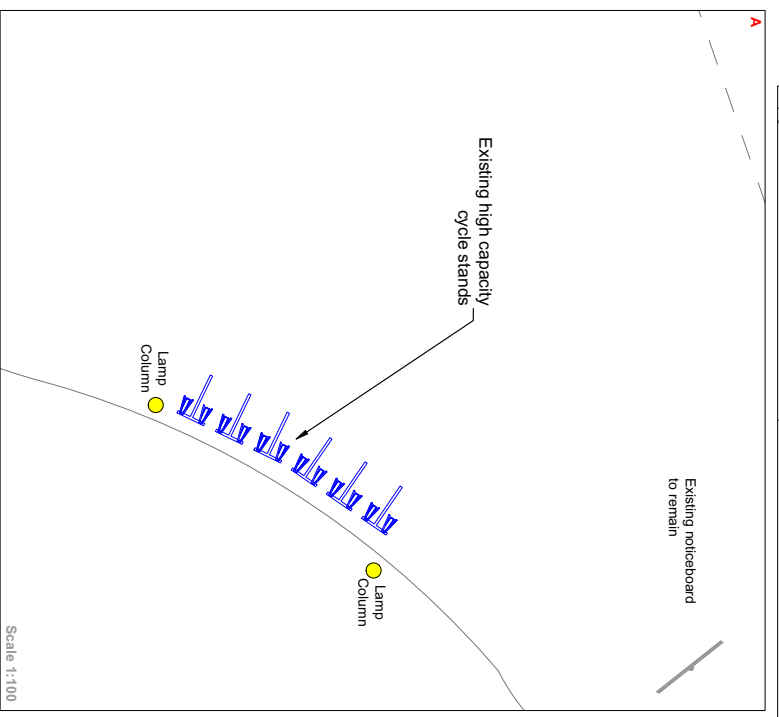 A
Existing high capacity
cycle stands
Existing noticeboard
to remain
Lamp
Column
Lamp
Column
Scale 1:100